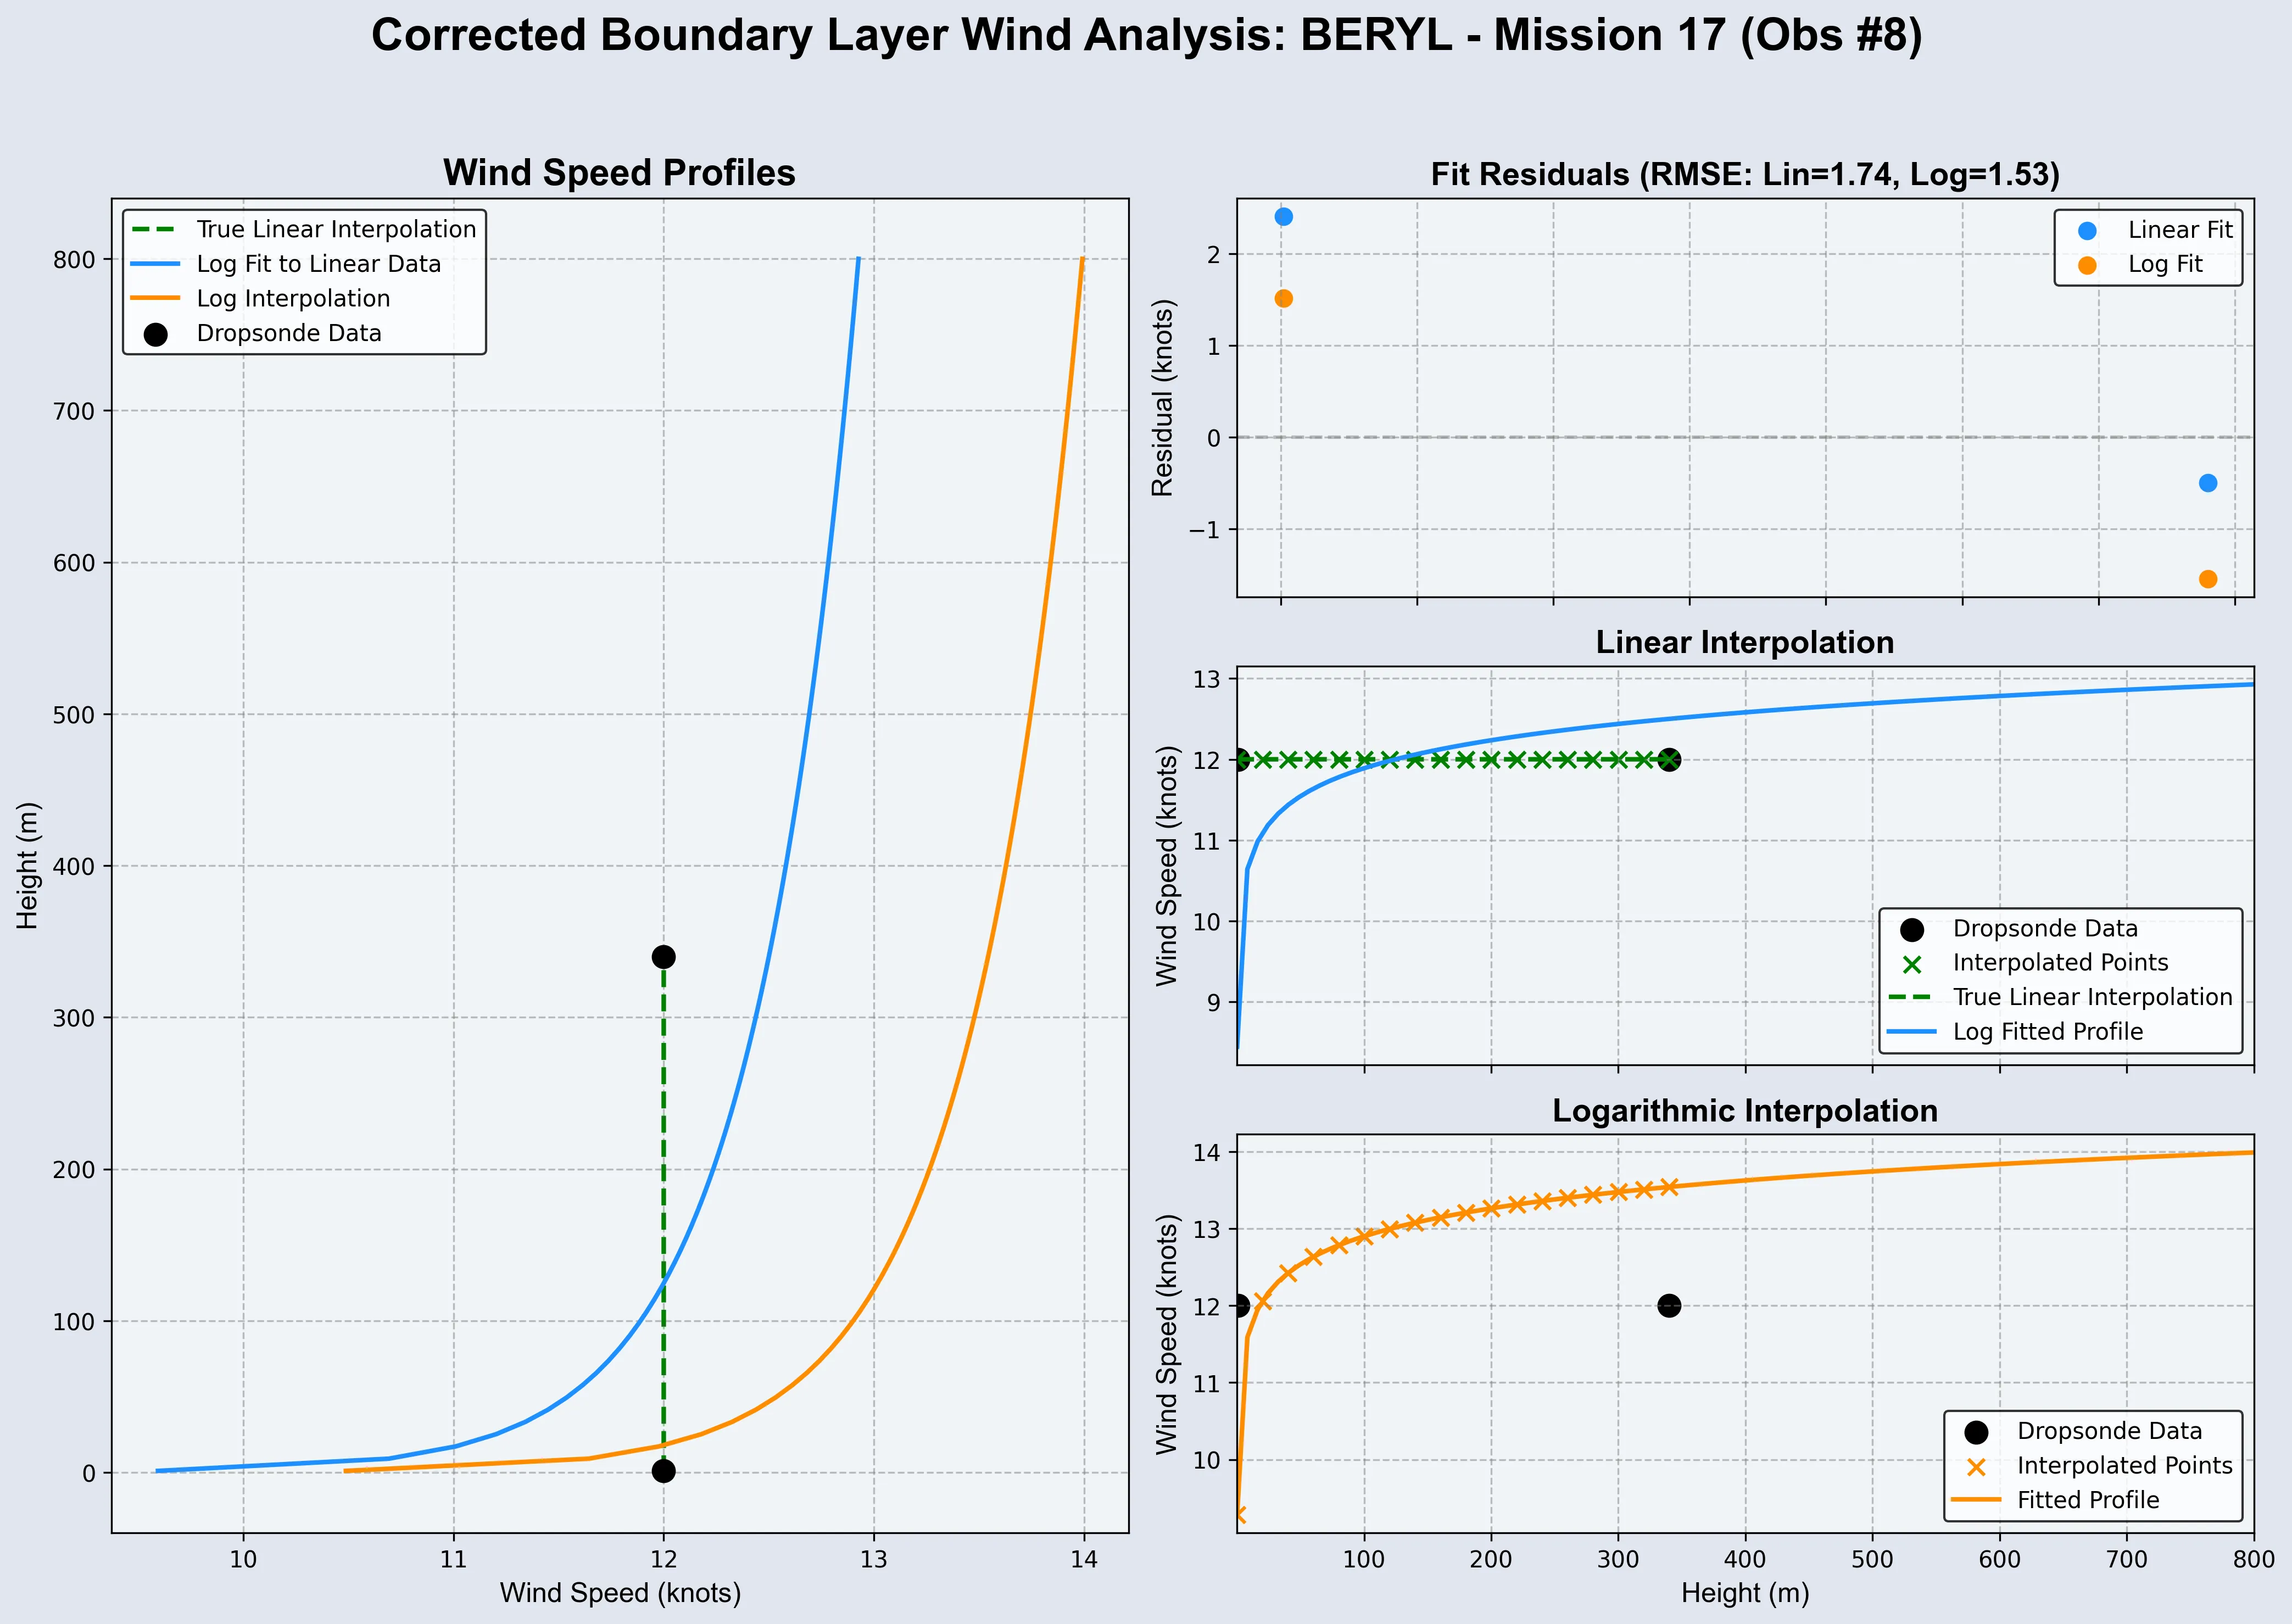 Corrected Boundary Layer Wind Analysis: BERYL - Mission 17 (Obs #8)
Wind Speed Profiles
True Linear Interpolation
Log Fit to Linear Data
Log Interpolation
Dropsonde Data
800
700
600
500
400
300
200
100
0
Height (m)
10 11 12 13 14
Wind Speed (knots)
Fit Residuals (RMSE: Lin=1.74, Log=1.53)
Linear Fit
Log Fit
2
1
0
−1
Residual (knots)
Linear Interpolation
13
12
11
10
9
Wind Speed (knots)
Dropsonde Data
Interpolated Points
True Linear Interpolation
Log Fitted Profile
Logarithmic Interpolation
14
13
12
11
10
Wind Speed (knots)
Dropsonde Data
Interpolated Points
Fitted Profile
100 200 300 400 500 600 700 800
Height (m)